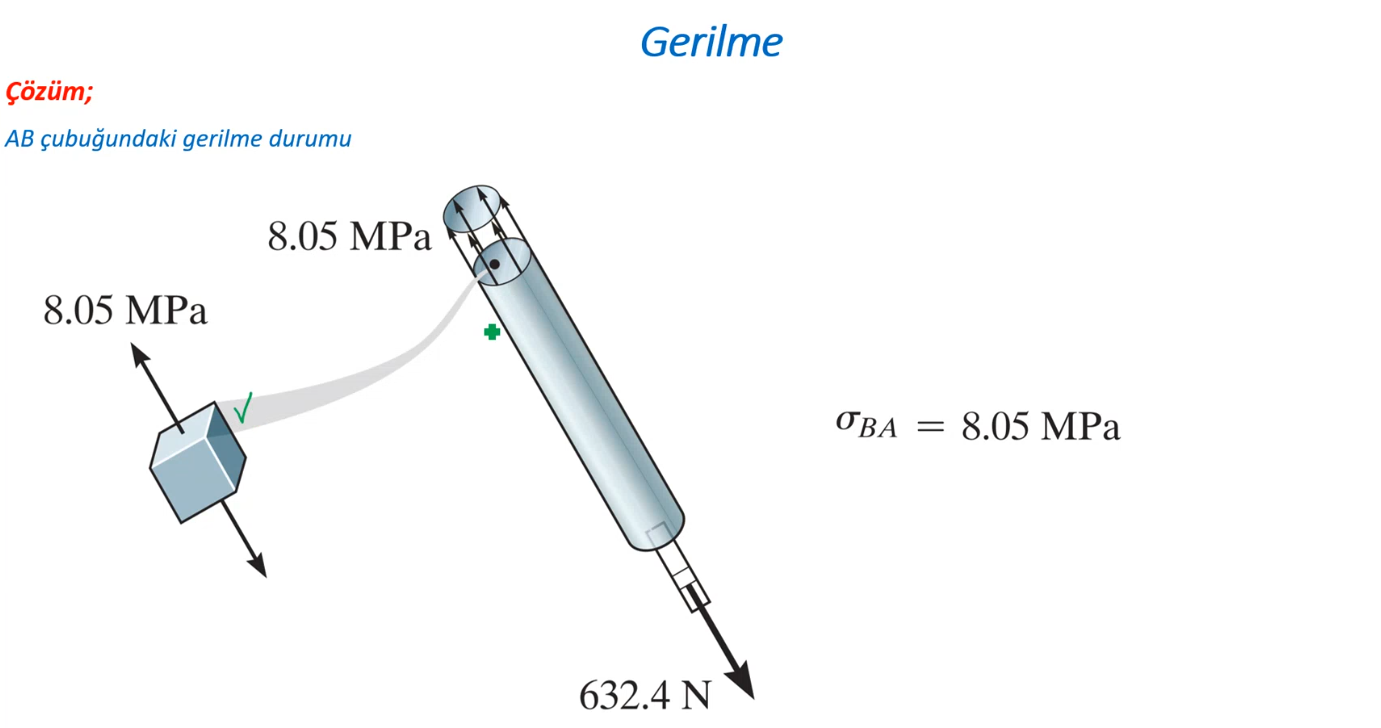 Gerilme
Çözüm;
AB çubuğundaki gerilme durumu
8.05 MPa
8.05 MPa
σBA = 8.05 MPa
632.4 N